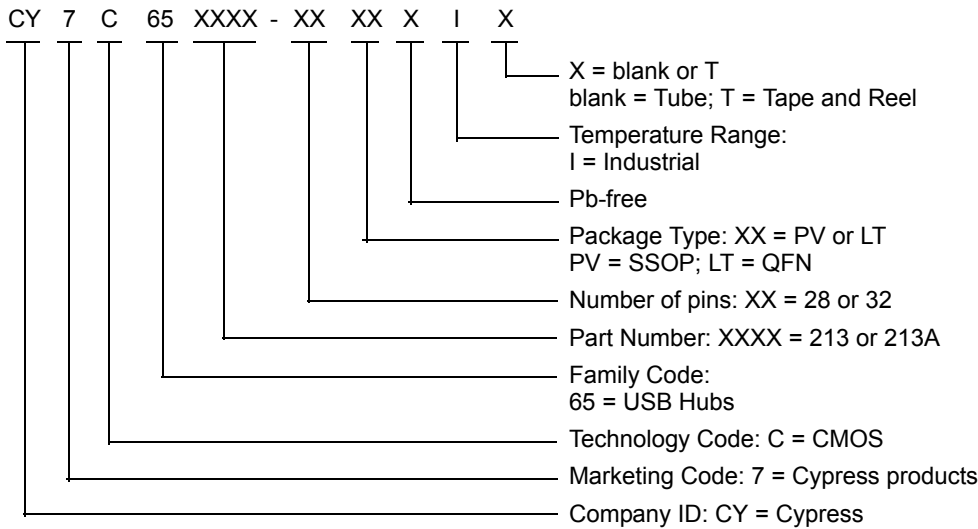 CY 7 C 65 XXXX - XX XX X I X
X = blank or T
blank = Tube; T = Tape and Reel
Temperature Range:
I = Industrial
Pb-free
Package Type: XX = PV or LT
PV = SSOP; LT = QFN
Number of pins: XX = 28 or 32
Part Number: XXXX = 213 or 213A
Family Code:
65 = USB Hubs
Technology Code: C = CMOS
Marketing Code: 7 = Cypress products
Company ID: CY = Cypress